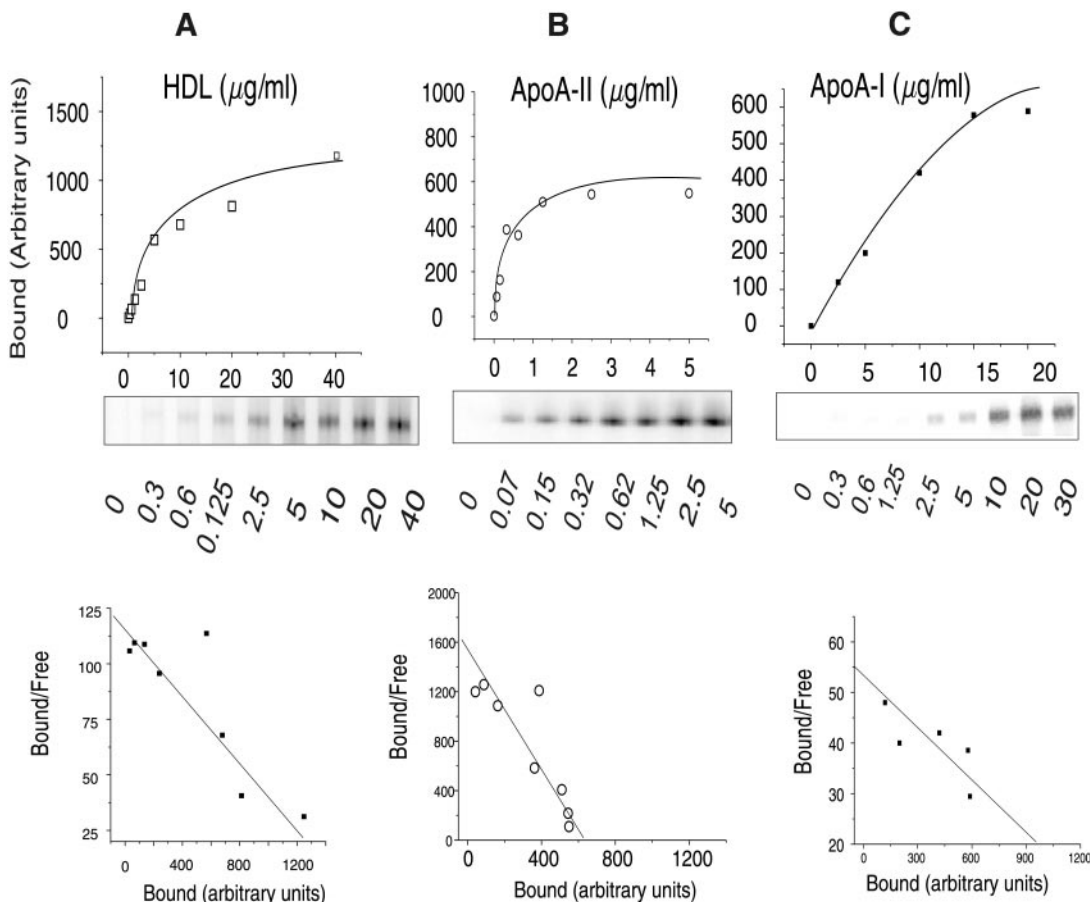 A
HDL (μg/ml)
Bound (Arbitrary units)
1500
1000
500
0
0 10 20 30 40
0 0.3 0.6 0.125 2.5 5 10 20 40
B
ApoA-II (μg/ml)
1000
800
600
400
200
0
0 1 2 3 4 5
0 0.07 0.15 0.32 0.62 1.25 2.5 5
C
ApoA-I (μg/ml)
600
500
400
300
200
100
0
0 5 10 15 20
0 0.3 0.6 1.25 2.5 5 10 20 30
Bound/Free
125
100
75
50
25
0 400 800 1200
Bound (arbitrary units)
Bound/Free
2000
1600
1200
800
400
0
0 400 800 1200
Bound (arbitrary units)
Bound/Free
60
50
40
30
20
0 300 600 900 1200
Bound (arbitrary units)